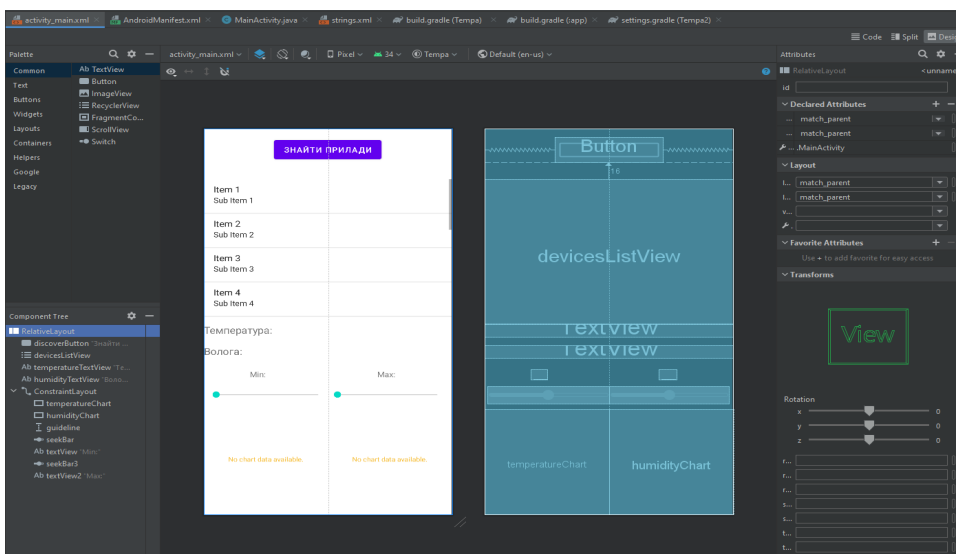 activity_main.xml AndroidManifest.xml MainActivity.java strings.xml build.gradle (Tempa) build.gradle (:app) settings.gradle (Tempa2)
Code Split Desig
Palette activity_main.xml Pixel 34 Tempa Default (en-us) Attributes
Common Ab TextView RelativeLayout <unname
Text Button id
Buttons ImageView
Widgets RecyclerView
Layouts FragmentCo...
Containers ScrollView
Helpers Switch
Google
Legacy
Declared Attributes
... match_parent
... match_parent
... .MainActivity
Layout
l... match_parent
l... match_parent
v...
Favorite Attributes
Use + to add favorite for easy access
Transforms
View
Rotation
x 0
y 0
z 0
r...
r...
r...
s...
s...
t...
t...
ЗНАЙТИ ПРИЛАДИ
Item 1
Sub Item 1
Item 2
Sub Item 2
Item 3
Sub Item 3
Item 4
Sub Item 4
Температура:
Волога:
Min: Max:
No chart data available. No chart data available.
Button
16
devicesListView
TextView
TextView
temperatureChart humidityChart
Component Tree
RelativeLayout
discoverButton "Знайти ...
devicesListView
Ab temperatureTextView "Те...
Ab humidityTextView "Воло...
ConstraintLayout
temperatureChart
humidityChart
guideline
seekBar
Ab textView "Min:"
seekBar3
Ab textView2 "Max:"